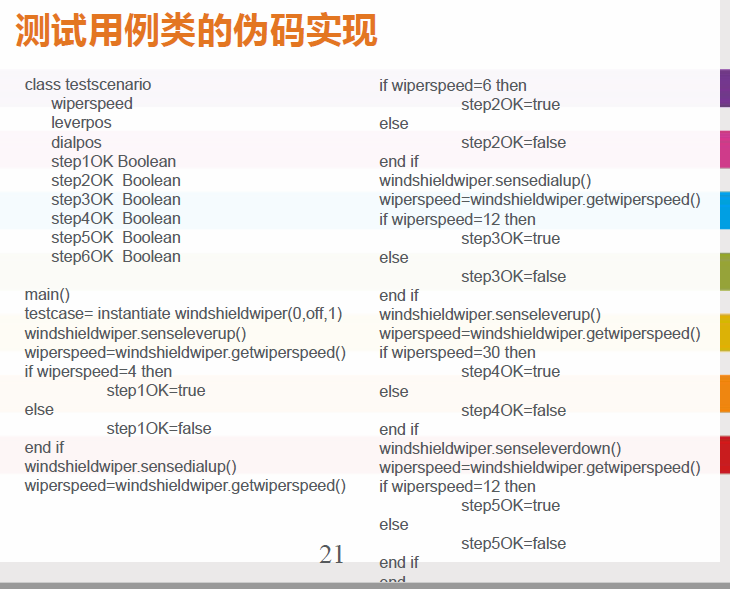 测试用例类的伪码实现
class testscenario
wiperspeed
leverpos
dialpos
step1OK Boolean
step2OK Boolean
step3OK Boolean
step4OK Boolean
step5OK Boolean
step6OK Boolean
main()
testcase= instantiate windshieldwiper(0,off,1)
windshieldwiper.senseleverup()
wiperspeed=windshieldwiper.getwiperspeed()
if wiperspeed=4 then
step1OK=true
else
step1OK=false
end if
windshieldwiper.sensedialup()
wiperspeed=windshieldwiper.getwiperspeed()
if wiperspeed=6 then
step2OK=true
else
step2OK=false
end if
windshieldwiper.sensedialup()
wiperspeed=windshieldwiper.getwiperspeed()
if wiperspeed=12 then
step3OK=true
else
step3OK=false
end if
windshieldwiper.senseleverup()
wiperspeed=windshieldwiper.getwiperspeed()
if wiperspeed=30 then
step4OK=true
else
step4OK=false
end if
windshieldwiper.senseleverdown()
wiperspeed=windshieldwiper.getwiperspeed()
if wiperspeed=12 then
step5OK=true
else
step5OK=false
end if
end
21